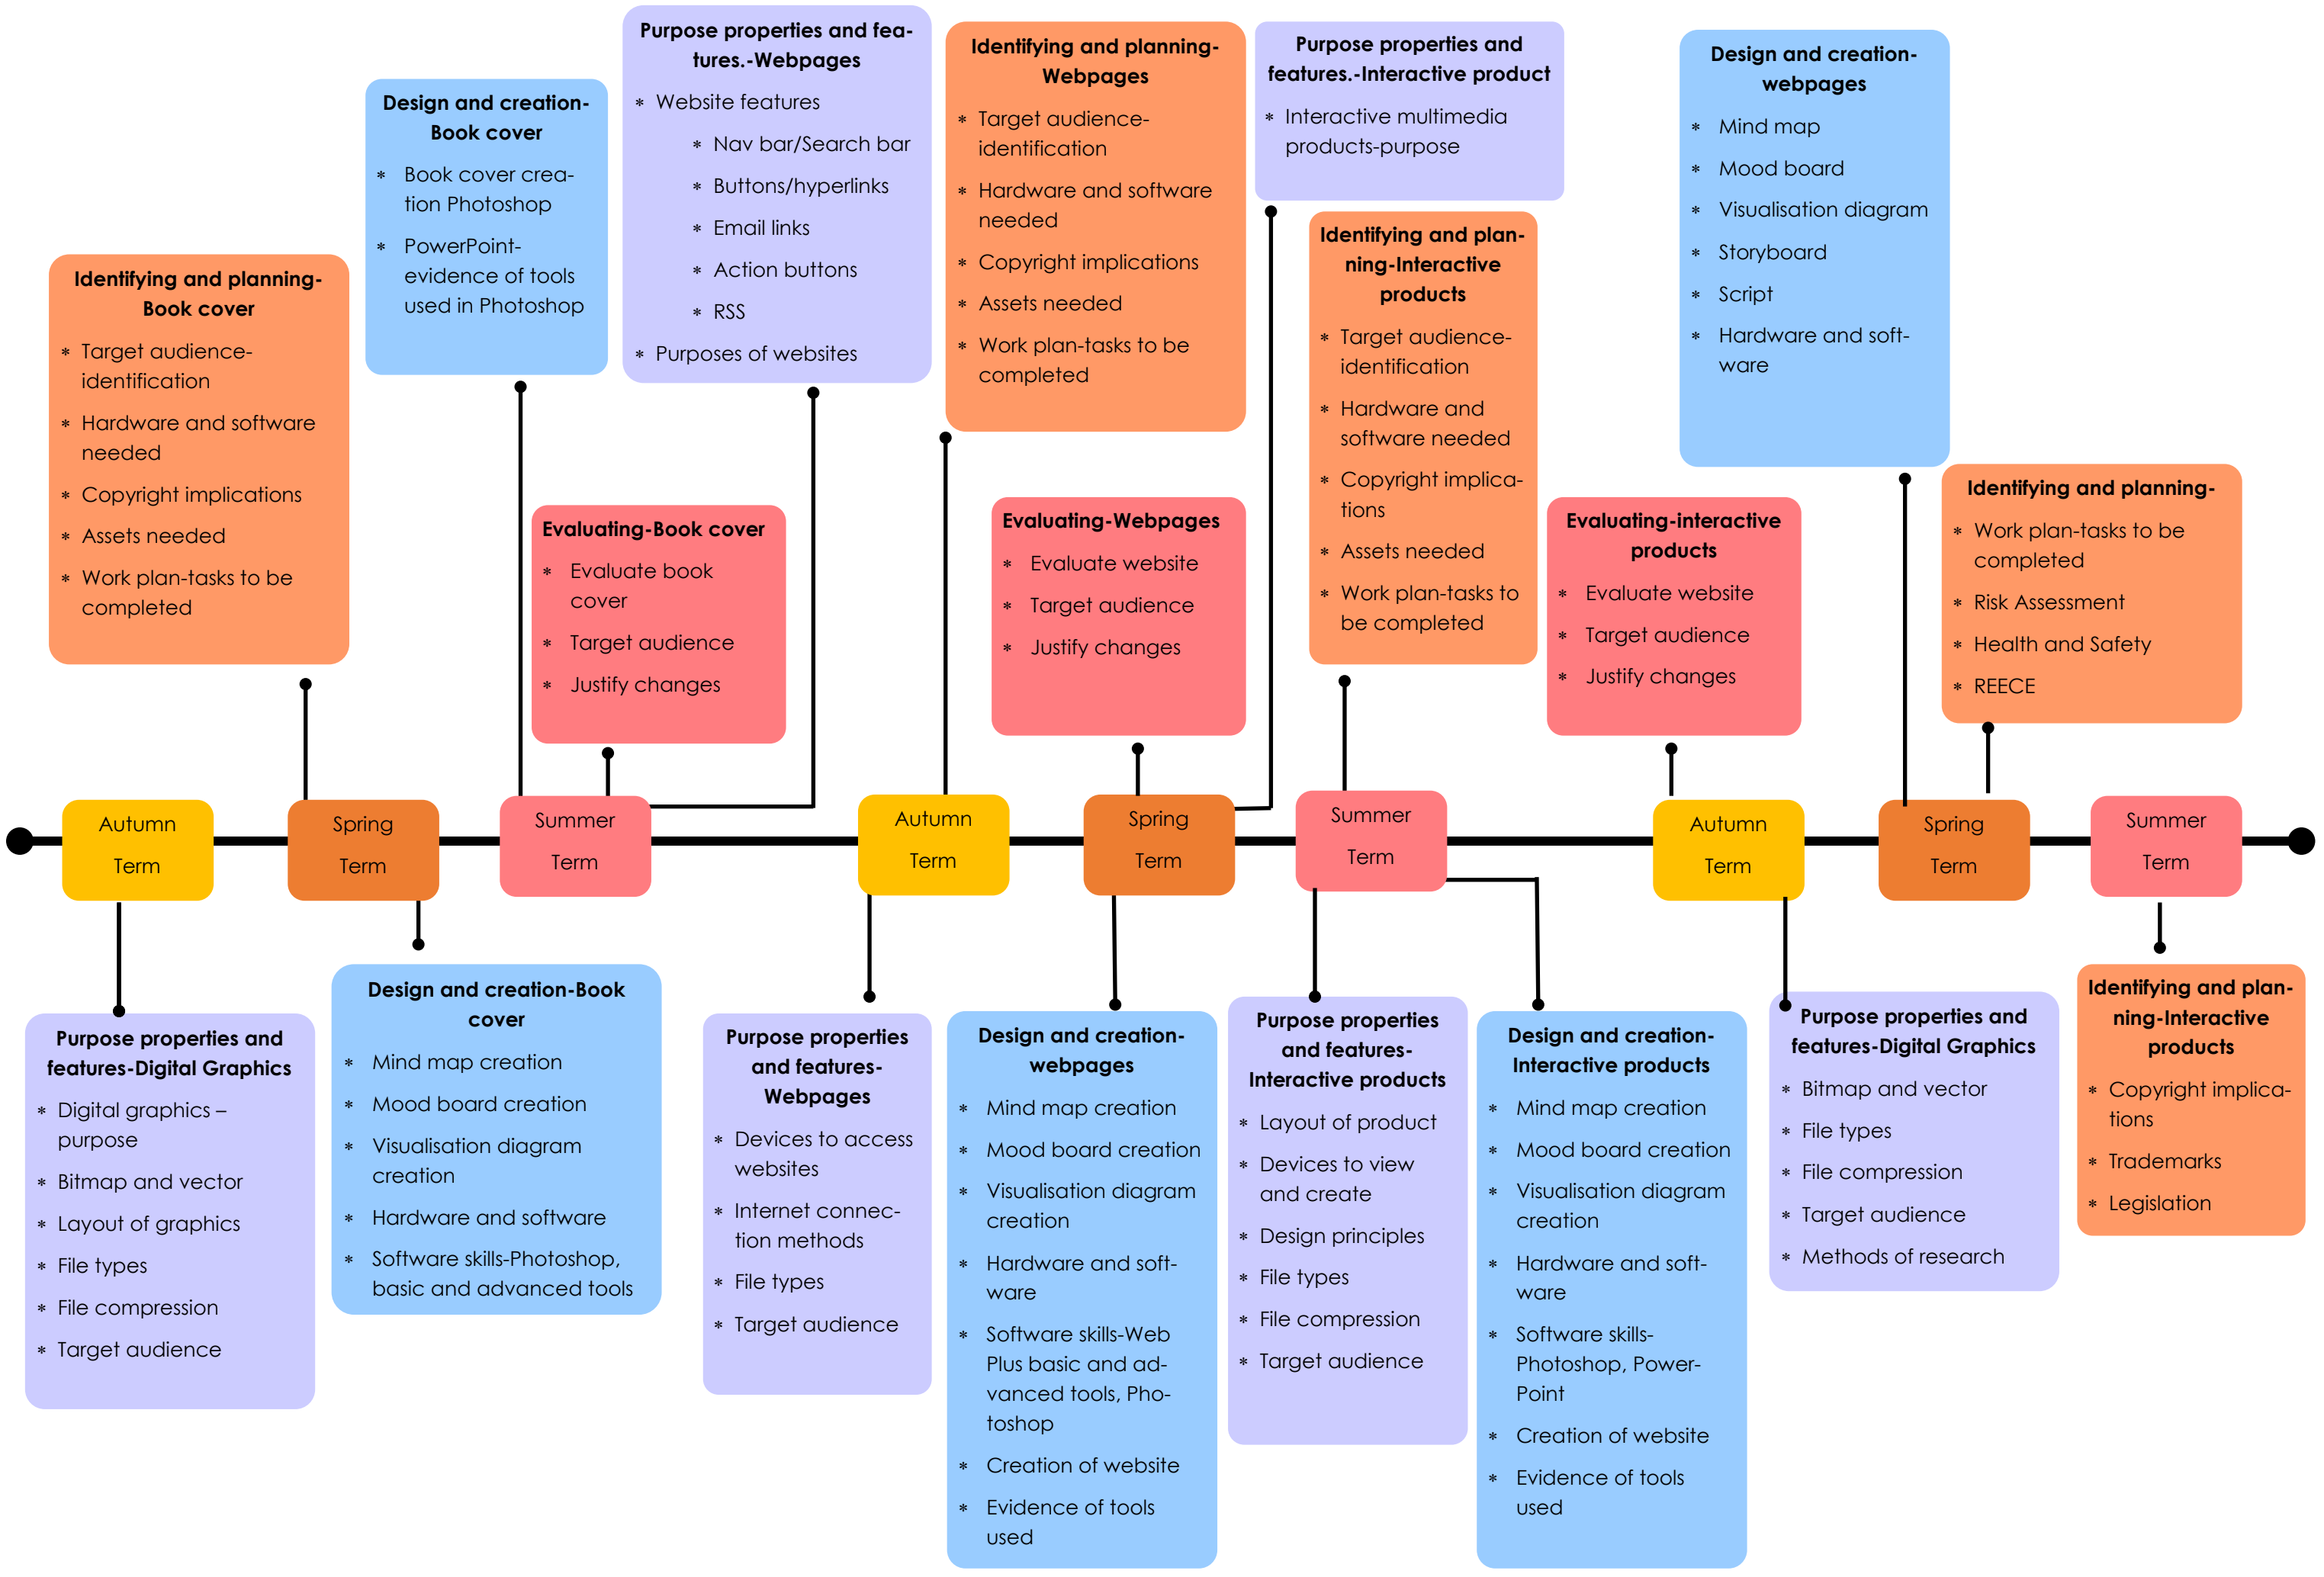 Purpose properties and fea-
tures.-Webpages
* Website features
* Nav bar/Search bar
* Buttons/hyperlinks
* Email links
* Action buttons
* RSS
* Purposes of websites
Identifying and planning-
Webpages
* Target audience-
identification
* Hardware and software
needed
* Copyright implications
* Assets needed
* Work plan-tasks to be
completed
Purpose properties and
features.-Interactive product
* Interactive multimedia
products-purpose
Design and creation-
webpages
* Mind map
* Mood board
* Visualisation diagram
* Storyboard
* Script
* Hardware and soft-
ware
Design and creation-
Book cover
* Book cover crea-
tion Photoshop
* PowerPoint-
evidence of tools
used in Photoshop
Identifying and planning-
Book cover
* Target audience-
identification
* Hardware and software
needed
* Copyright implications
* Assets needed
* Work plan-tasks to be
completed
Identifying and plan-
ning-Interactive
products
* Target audience-
identification
* Hardware and
software needed
* Copyright implica-
tions
* Assets needed
* Work plan-tasks to
be completed
Evaluating-Book cover
* Evaluate book
cover
* Target audience
* Justify changes
Evaluating-Webpages
* Evaluate website
* Target audience
* Justify changes
Evaluating-interactive
products
* Evaluate website
* Target audience
* Justify changes
Identifying and planning-
* Work plan-tasks to be
completed
* Risk Assessment
* Health and Safety
* REECE
Autumn
Term
Spring
Term
Summer
Term
Autumn
Term
Spring
Term
Summer
Term
Autumn
Term
Spring
Term
Summer
Term
Purpose properties and
features-Digital Graphics
* Digital graphics –
purpose
* Bitmap and vector
* Layout of graphics
* File types
* File compression
* Target audience
Design and creation-Book
cover
* Mind map creation
* Mood board creation
* Visualisation diagram
creation
* Hardware and software
* Software skills-Photoshop,
basic and advanced tools
Purpose properties
and features-
Webpages
* Devices to access
websites
* Internet connec-
tion methods
* File types
* Target audience
Design and creation-
webpages
* Mind map creation
* Mood board creation
* Visualisation diagram
creation
* Hardware and soft-
ware
* Software skills-Web
Plus basic and ad-
vanced tools, Pho-
toshop
* Creation of website
* Evidence of tools
used
Purpose properties
and features-
Interactive products
* Layout of product
* Devices to view
and create
* Design principles
* File types
* File compression
* Target audience
Design and creation-
Interactive products
* Mind map creation
* Mood board creation
* Visualisation diagram
creation
* Hardware and soft-
ware
* Software skills-
Photoshop, Power-
Point
* Creation of website
* Evidence of tools
used
Purpose properties and
features-Digital Graphics
* Bitmap and vector
* File types
* File compression
* Target audience
* Methods of research
Identifying and plan-
ning-Interactive
products
* Copyright implica-
tions
* Trademarks
* Legislation